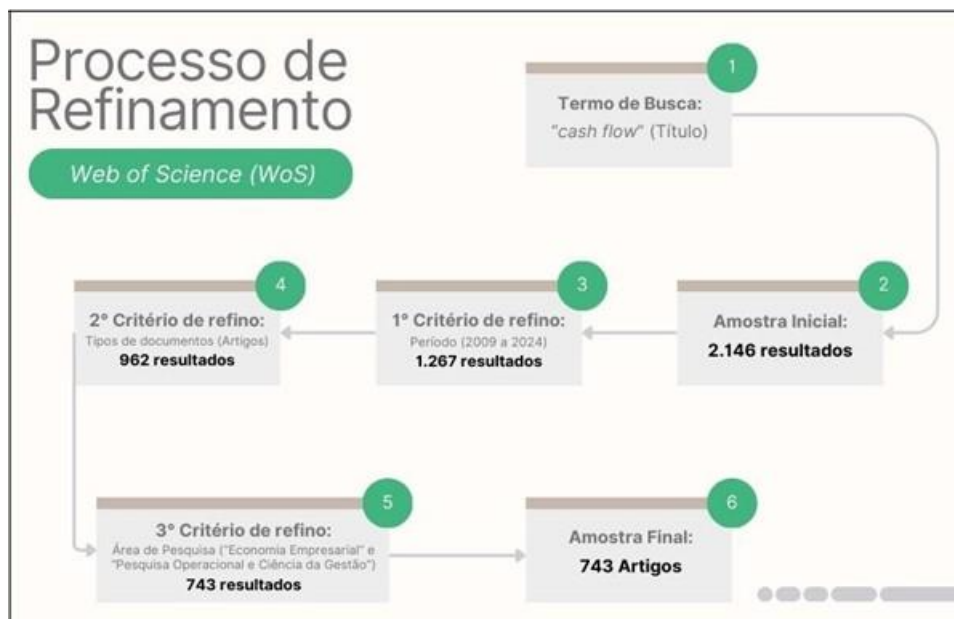 Processo de
Refinamento
Web of Science (WoS)
1
Termo de Busca:
“cash flow” (Título)
2
Amostra Inicial:
2.146 resultados
3
1° Critério de refino:
Período (2009 a 2024)
1.267 resultados
4
2° Critério de refino:
Tipos de documentos (Artigos)
962 resultados
5
3° Critério de refino:
Área de Pesquisa ("Economia Empresarial" e
"Pesquisa Operacional e Ciência da Gestão")
743 resultados
6
Amostra Final:
743 Artigos